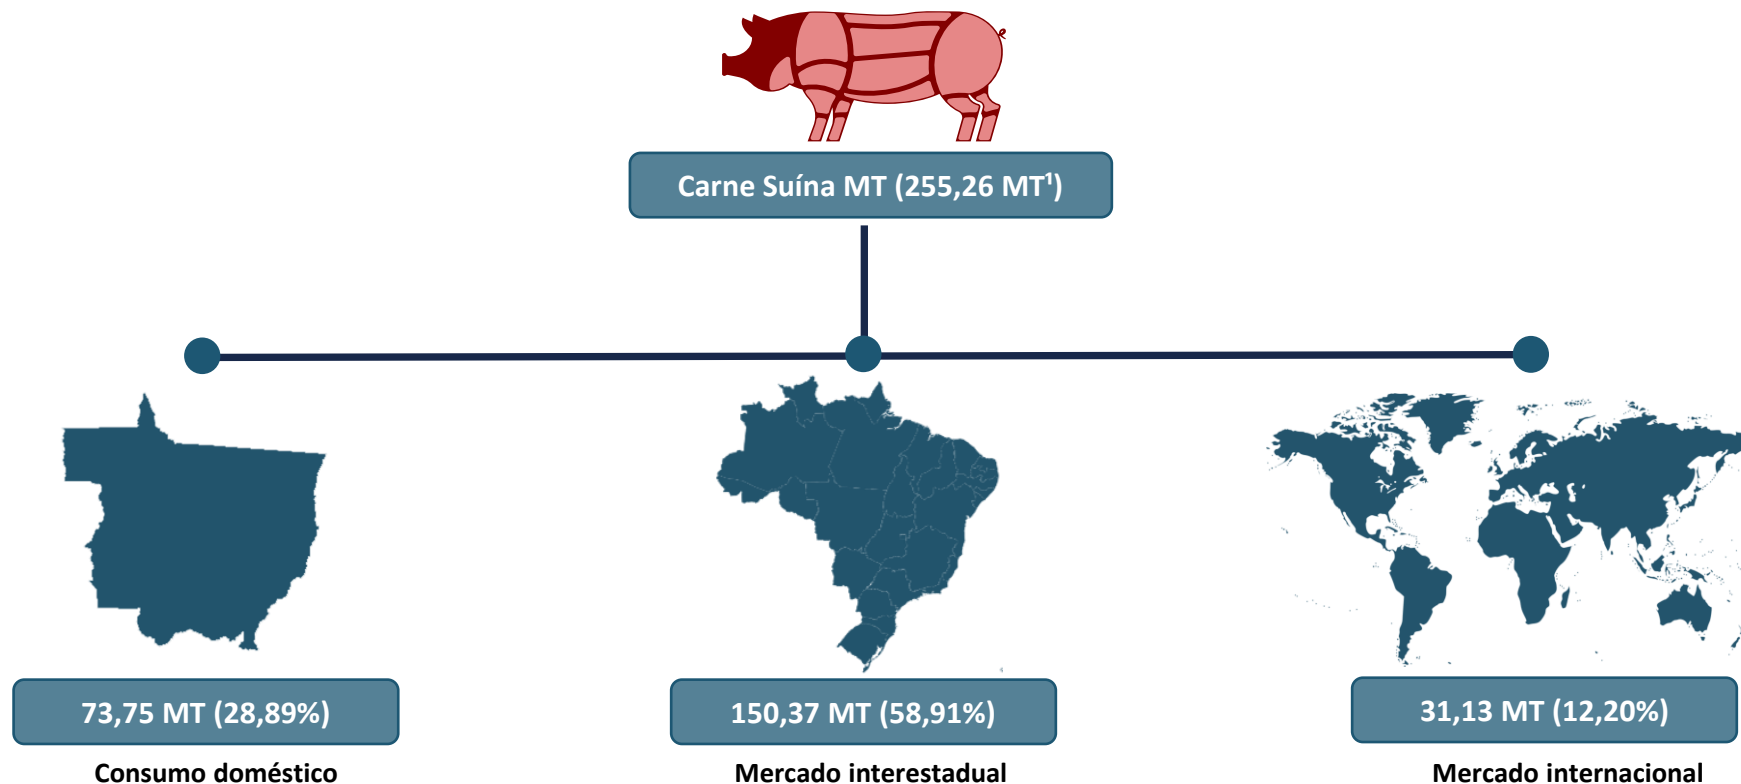 Carne Suína MT (255,26 MT¹)
73,75 MT (28,89%)
150,37 MT (58,91%)
31,13 MT (12,20%)
Consumo doméstico
Mercado interestadual
Mercado internacional